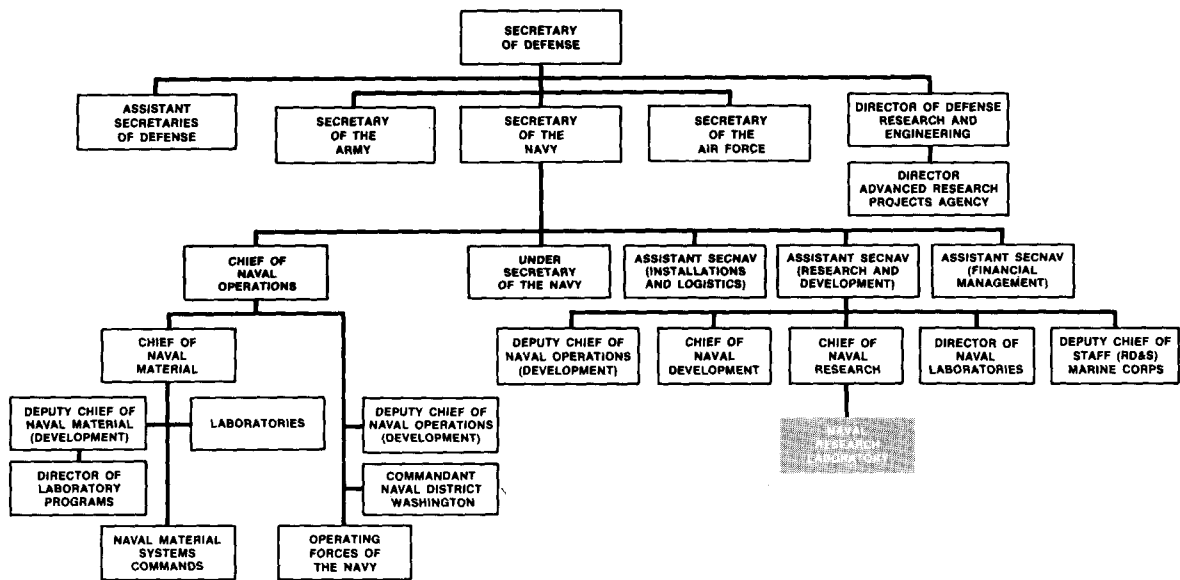 SECRETARY
OF DEFENSE
ASSISTANT
SECRETARIES
OF DEFENSE
SECRETARY
OF THE
ARMY
SECRETARY
OF THE
NAVY
SECRETARY
OF THE
AIR FORCE
DIRECTOR OF DEFENSE
RESEARCH AND
ENGINEERING
DIRECTOR
ADVANCED RESEARCH
PROJECTS AGENCY
CHIEF OF
NAVAL
OPERATIONS
UNDER
SECRETARY
OF THE NAVY
ASSISTANT SECNAV
(INSTALLATIONS
AND LOGISTICS)
ASSISTANT SECNAV
(RESEARCH AND
DEVELOPMENT)
ASSISTANT SECNAV
(FINANCIAL
MANAGEMENT)
CHIEF OF
NAVAL
MATERIAL
DEPUTY CHIEF OF
NAVAL OPERATIONS
(DEVELOPMENT)
CHIEF OF
NAVAL
DEVELOPMENT
CHIEF OF
NAVAL
RESEARCH
DIRECTOR OF
NAVAL
LABORATORIES
DEPUTY CHIEF OF
STAFF (RD&S)
MARINE CORPS
DEPUTY CHIEF OF
NAVAL MATERIAL
(DEVELOPMENT)
LABORATORIES
DEPUTY CHIEF OF
NAVAL OPERATIONS
(DEVELOPMENT)
NAVAL
RESEARCH
LABORATORY
DIRECTOR OF
LABORATORY
PROGRAMS
COMMANDANT
NAVAL DISTRICT
WASHINGTON
NAVAL MATERIAL
SYSTEMS
COMMANDS
OPERATING
FORCES OF
THE NAVY